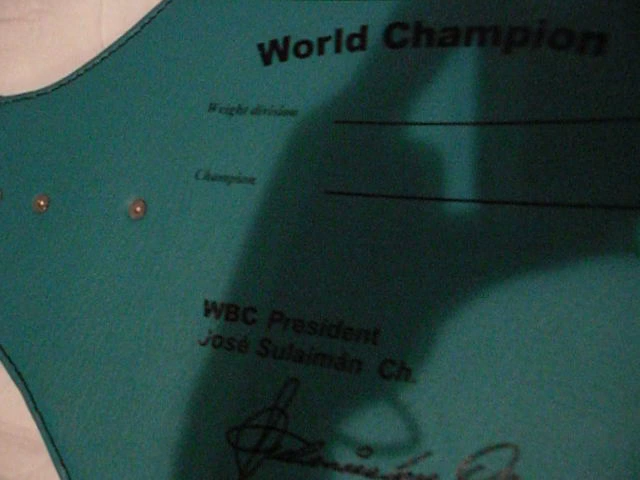 World Champion
Weight division
Champion
WBC President
José Sulaimán Ch.